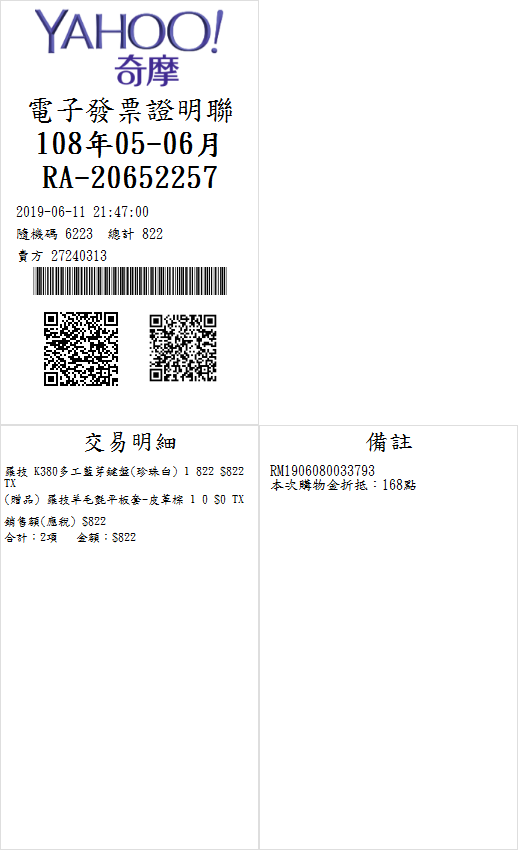 YAHOO!
奇摩
電子發票證明聯
108年05-06月
RA-20652257
2019-06-11 21:47:00
隨機碼 6223 總計 822
賣方 27240313
交易明細
羅技 K380多工藍芽鍵盤(珍珠白) 1 822 $822
TX
(贈品) 羅技羊毛氈平板套-皮革棕 1 0 $0 TX
銷售額(應稅) $822
合計：2項 金額：$822
備註
RM1906080033793
本次購物金折抵：168點